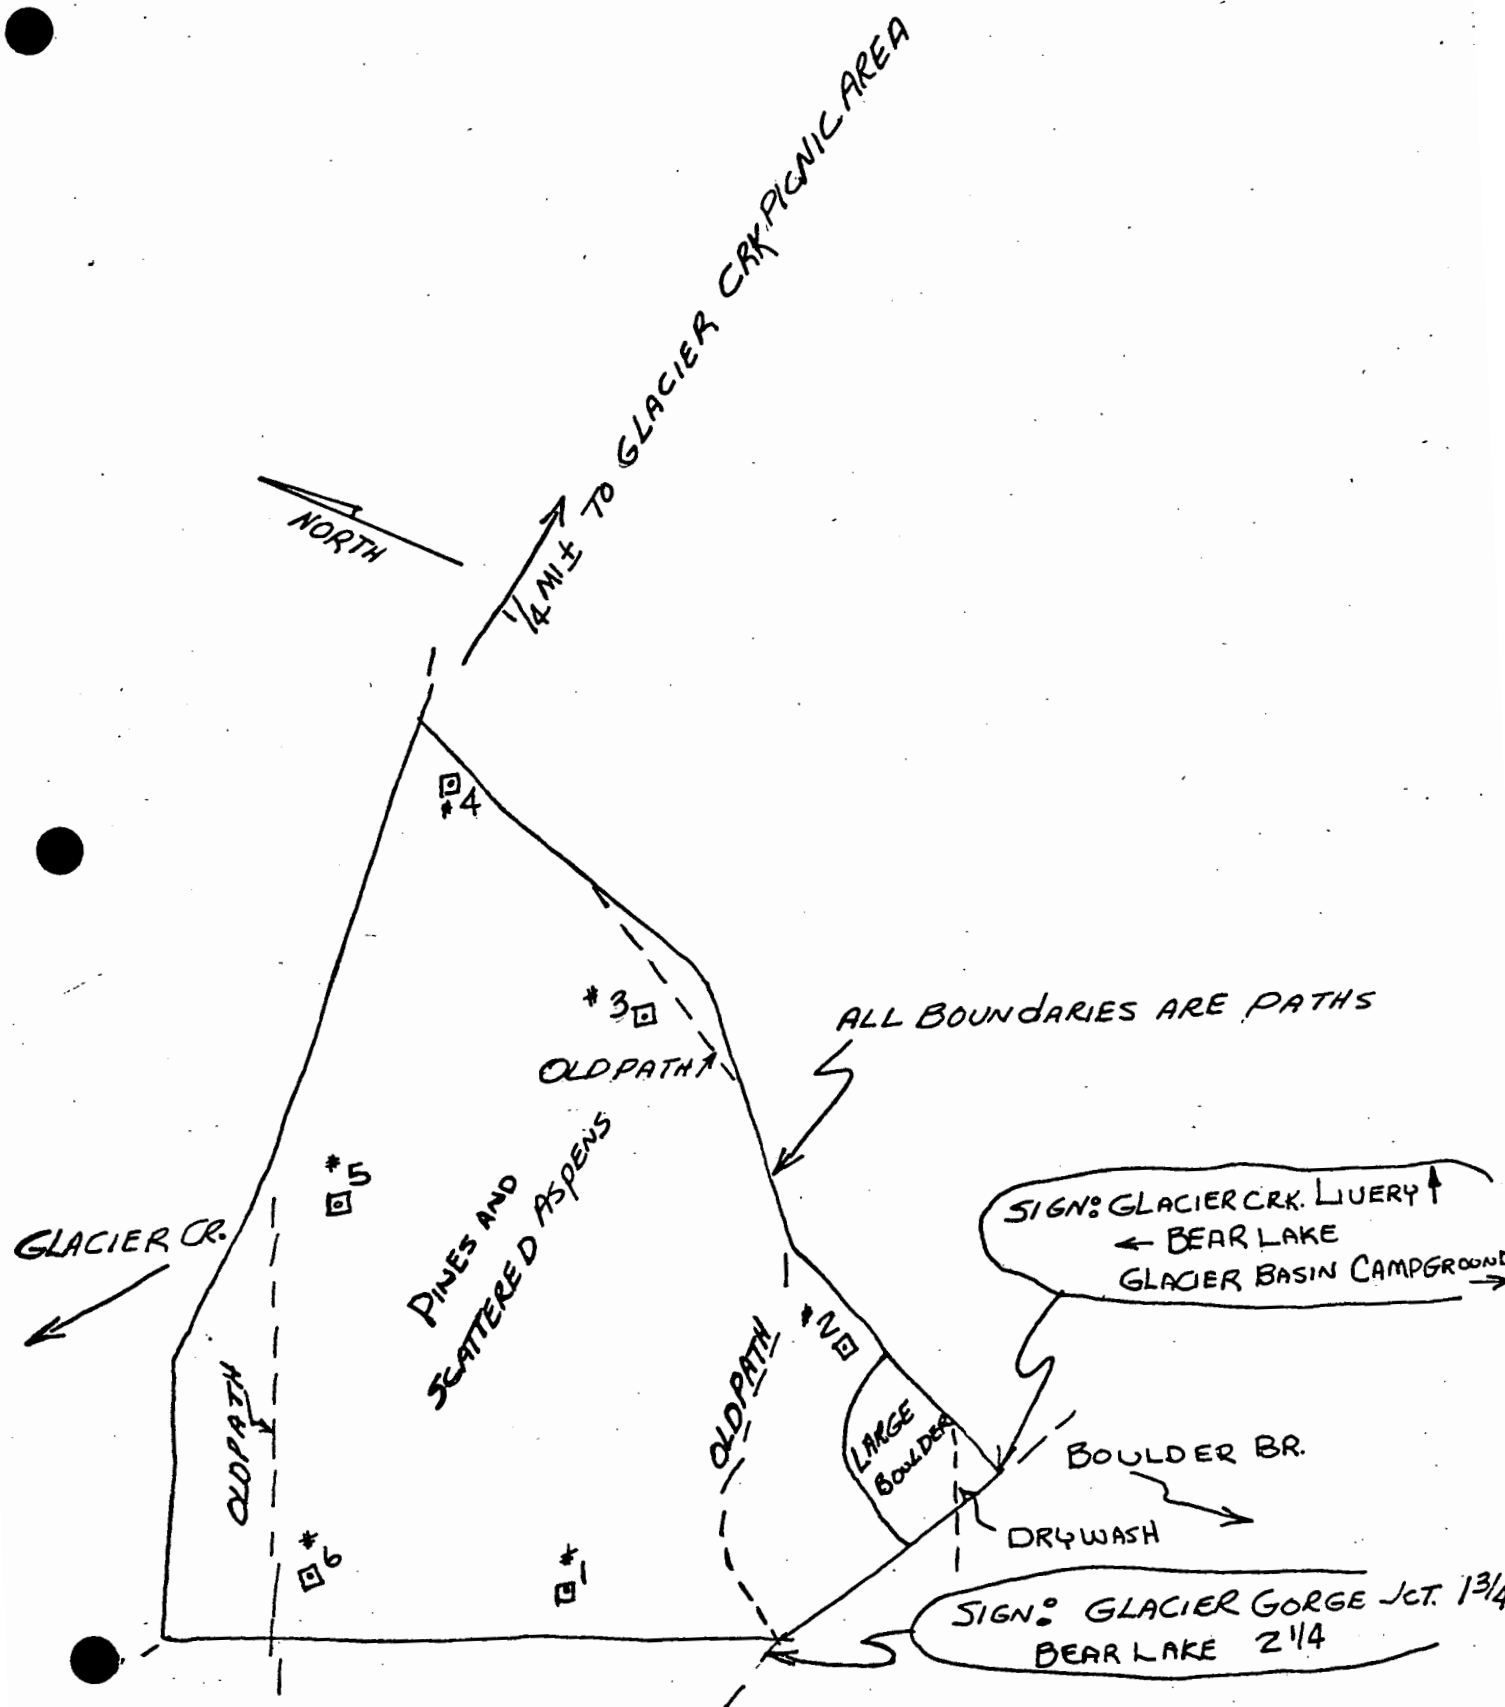 1/4 MI ± TO GLACIER CRK PICNIC AREA
NORTH
#4
#3
OLD PATH
ALL BOUNDARIES ARE PATHS
#5
PINES AND
SCATTERED ASPENS
GLACIER CR.
SIGN: GLACIER CRK. LIVERY ↑
← BEAR LAKE
GLACIER BASIN CAMPGROUND →
#2
OLD PATH
OLD PATH
LARGE
BOULDER
BOULDER BR.
DRY WASH
#6
#1
SIGN: GLACIER GORGE JCT. 1 3/4
BEAR LAKE 2 1/4